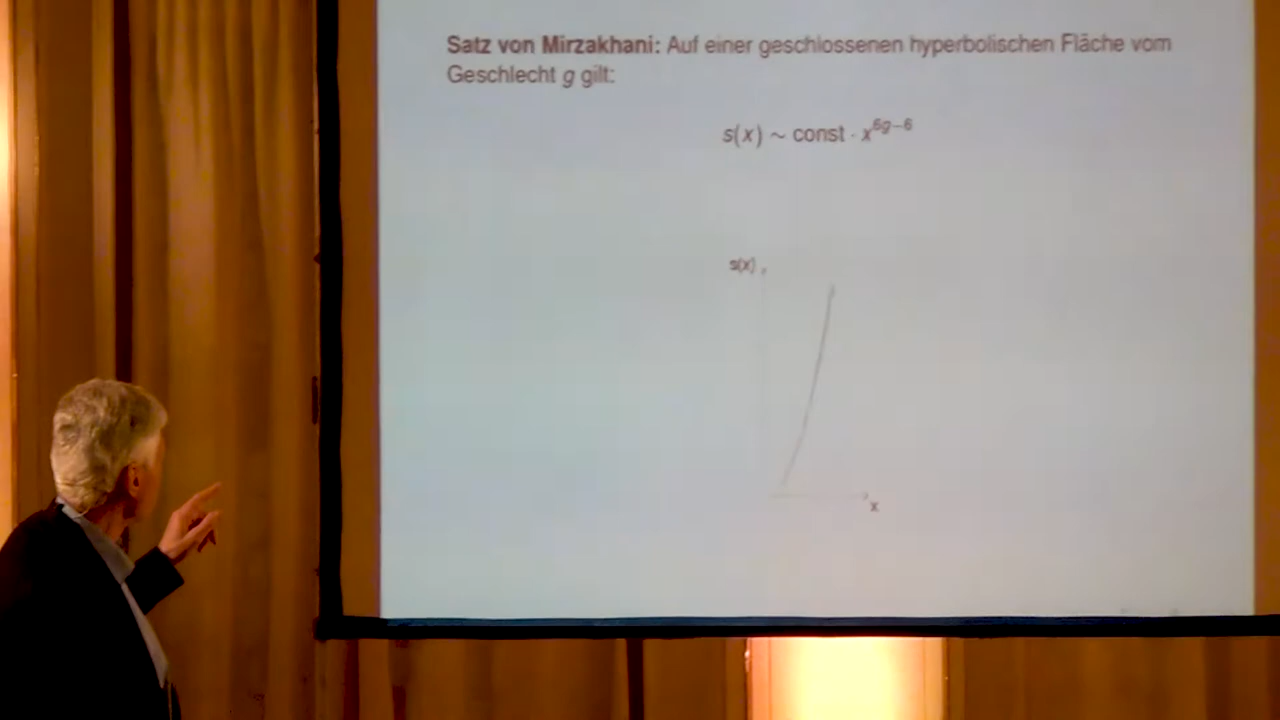 Satz von Mirzakhani: Auf einer geschlossenen hyperbolischen Fläche vom
Geschlecht g gilt:
s(x) ~ const · x^{6g−6}
s(x)
x